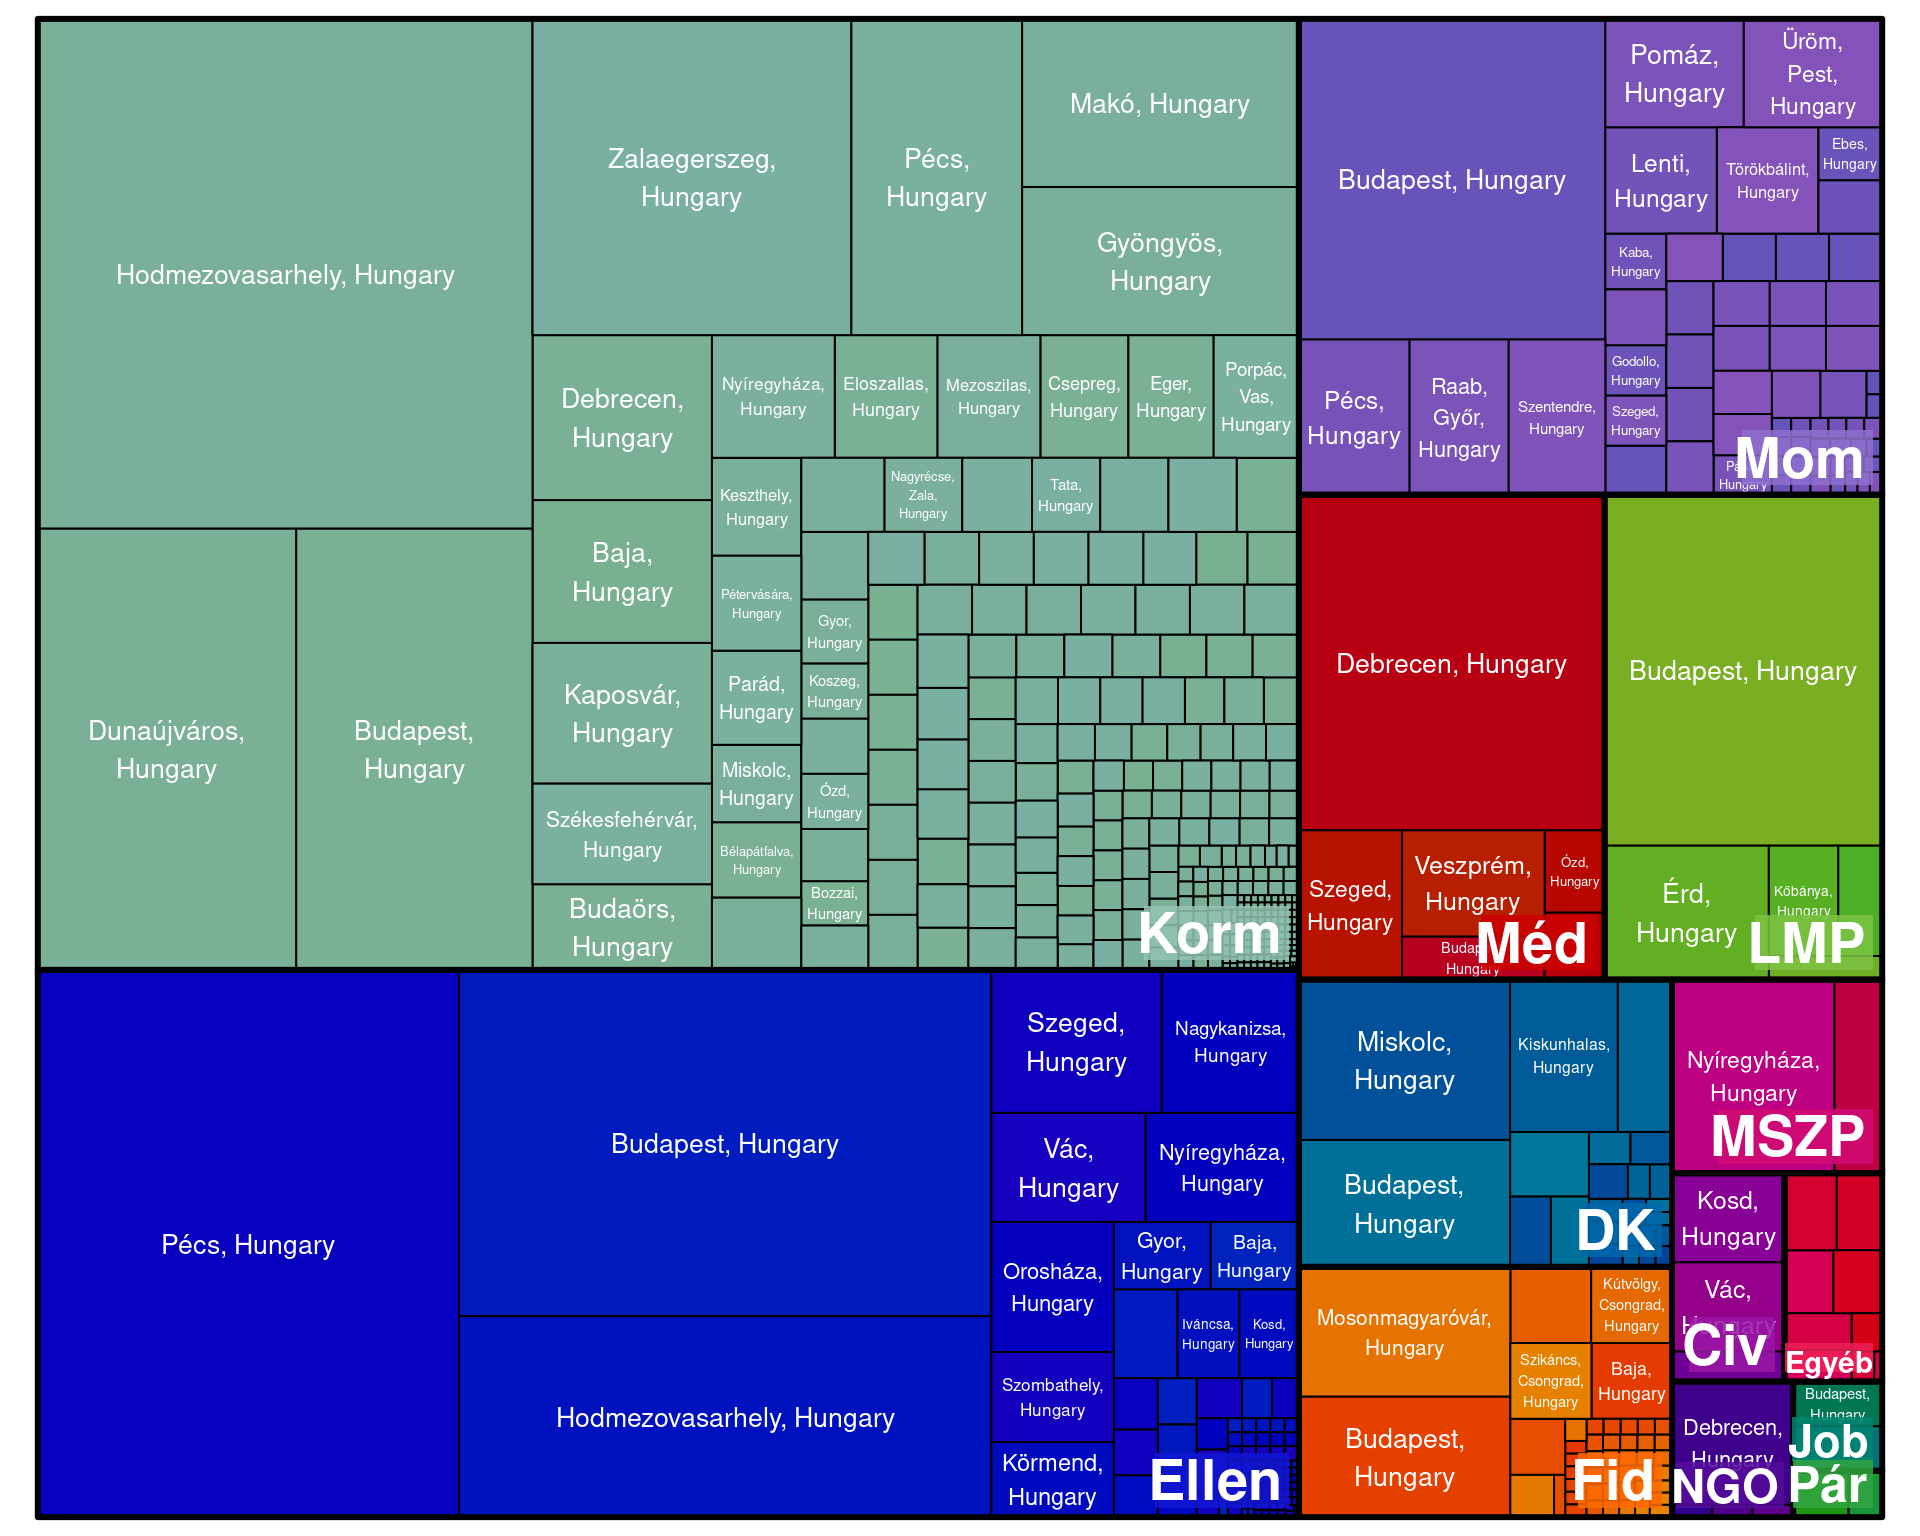 Hodmezovasarhely, Hungary
Zalaegerszeg,
Hungary
Pécs,
Hungary
Makó, Hungary
Gyöngyös,
Hungary
Dunaújváros,
Hungary
Budapest,
Hungary
Debrecen,
Hungary
Baja,
Hungary
Kaposvár,
Hungary
Székesfehérvár,
Hungary
Budaörs,
Hungary
Nyíregyháza,
Hungary
Eloszallas,
Hungary
Mezoszilas,
Hungary
Csepreg,
Hungary
Eger,
Hungary
Porpác,
Vas,
Hungary
Keszthely,
Hungary
Pétervására,
Hungary
Parád,
Hungary
Miskolc,
Hungary
Bélapátfalva,
Hungary
Nagyrécse,
Zala,
Hungary
Tata,
Hungary
Gyor,
Hungary
Koszeg,
Hungary
Ózd,
Hungary
Bozzai,
Hungary
Korm
Budapest, Hungary
Pomáz,
Hungary
Üröm,
Pest,
Hungary
Lenti,
Hungary
Törökbálint,
Hungary
Ebes,
Hungary
Kaba,
Hungary
Godollo,
Hungary
Szeged,
Hungary
Pécs,
Hungary
Raab,
Győr,
Hungary
Szentendre,
Hungary
Hungary
Mom
Debrecen, Hungary
Szeged,
Hungary
Veszprém,
Hungary
Ózd,
Hungary
Hungary
Méd
Budapest, Hungary
Érd,
Hungary
Kőbánya,
Hungary
LMP
Pécs, Hungary
Budapest, Hungary
Hodmezovasarhely, Hungary
Szeged,
Hungary
Nagykanizsa,
Hungary
Vác,
Hungary
Nyíregyháza,
Hungary
Orosháza,
Hungary
Gyor,
Hungary
Baja,
Hungary
Iváncsa,
Hungary
Kosd,
Hungary
Szombathely,
Hungary
Körmend,
Hungary
Ellen
Miskolc,
Hungary
Kiskunhalas,
Hungary
Budapest,
Hungary
DK
Mosonmagyaróvár,
Hungary
Kútvölgy,
Csongrad,
Hungary
Szikáncs,
Csongrad,
Hungary
Baja,
Hungary
Budapest,
Hungary
Fid
Nyíregyháza,
Hungary
MSZP
Kosd,
Hungary
Vác,
Hungary
Civ
Egyéb
Debrecen,
Hungary
NGO
Budapest,
Hungary
Job
Pár